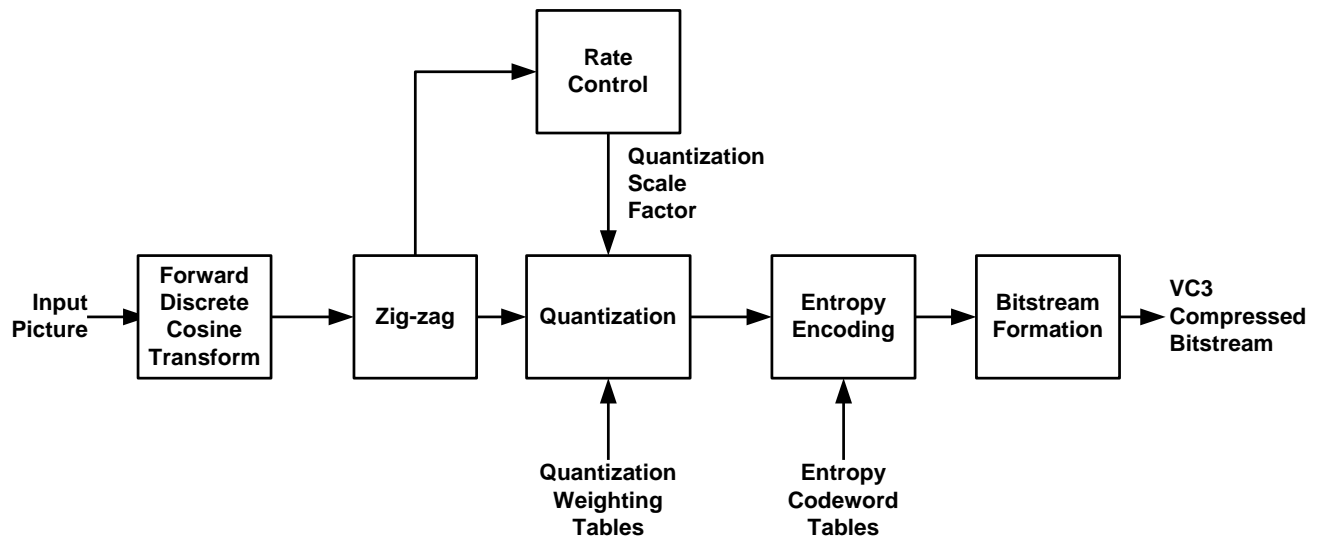 Rate
Control
Quantization
Scale
Factor
Input
Picture
Forward
Discrete
Cosine
Transform
Zig-zag
Quantization
Entropy
Encoding
Bitstream
Formation
VC3
Compressed
Bitstream
Quantization
Weighting
Tables
Entropy
Codeword
Tables